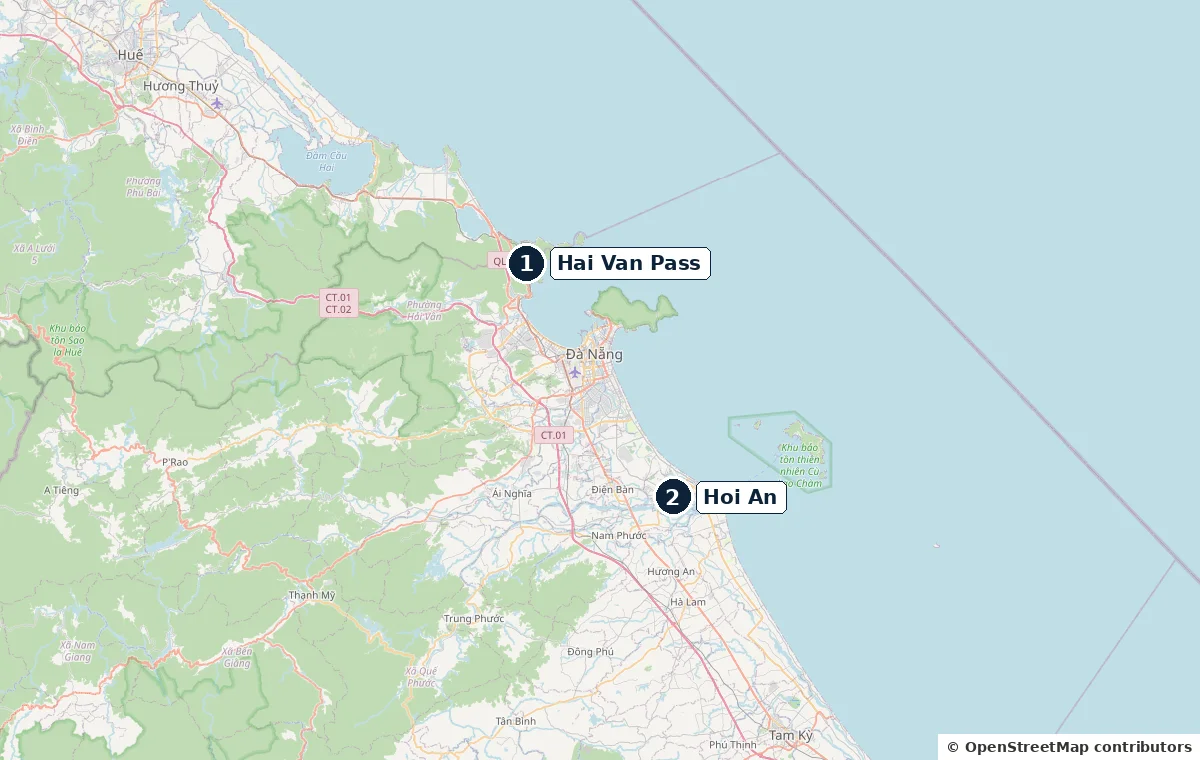 Huế
Hương Thuỷ
Xã Bình
Điền
Đầm Cầu
Hai
Phường
Phú Bài
Xã A Lưới
5
QL
1
Hai Van Pass
CT.01
CT.02
Phường
Hải Vân
Khu bảo
tồn Sao
la Huế
Đà Nẵng
CT.01
Khu bảo
tồn thiên
nhiên Cù
ao Chàm
P'Rao
A Tiêng
Ái Nghĩa
Điện Bàn
2
Hoi An
Nam Phước
Hương An
Thạnh Mỹ
Hà Lam
Trung Phước
Xã Nam
Giang
Xã Bến
Giằng
Đông Phú
Xã Quế
Phước
Tân Bình
Tam Kỳ
Phú Thịnh
© OpenStreetMap contributors